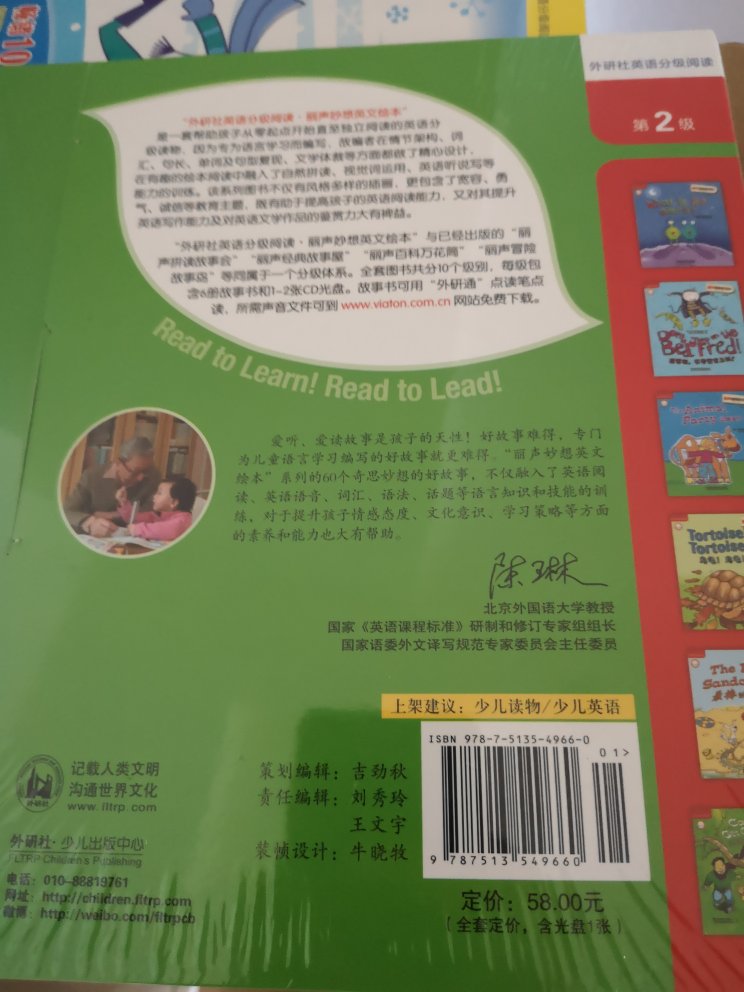 外研社英语分级阅读
第2级
"外研社英语分级阅读·丽声妙想英文绘本"
是一套帮助孩子从零起点开始直至独立阅读的英语分
级读物，因为专为语言学习而编写，故编者在情节架构、词
汇、句长、单词及句型复现、文学体裁等方面都做了精心设计，
在有趣的绘本阅读中融入了自然拼读、视觉词运用、英语听说写等
能力的训练。该系列图书不仅有风格多样的插画，更包含了宽容、勇
气、诚信等教育主题，既有助于提高孩子的英语阅读能力，又对其提升
英语写作能力及对英语文学作品的鉴赏力大有裨益。
"外研社英语分级阅读·丽声妙想英文绘本"与已经出版的"丽
声拼读故事会""丽声经典故事屋""丽声百科万花筒""丽声冒险
故事店"等同属于一个分级体系。全套图书共分10个级别，每级包
含6册故事书和1-2张CD光盘。故事书可用"外研通"点读笔点
读，所需声音文件可到 www.viaton.com.cn 网站免费下载。
Read to Learn! Read to Lead!
爱听、爱读故事是孩子的天性！好故事难得，专门
为儿童语言学习编写的好故事就更难得。"丽声妙想英文
绘本"系列的60个奇思妙想的好故事，不仅融入了英语阅
读、英语语音、词汇、语法、话题等语言知识和技能的训
练，对于提升孩子情感态度、文化意识、学习策略等方面
的素养和能力也大有帮助。
陈琳
北京外国语大学教授
国家《英语课程标准》研制和修订专家组组长
国家语委外文译写规范专家委员会主任委员
上架建议：少儿读物/少儿英语
ISBN 978-7-5135-4966-0
01>
9 787513 549660
定价：58.00元
（全套定价，含光盘1张）
策划编辑：吉劲秋
责任编辑：刘秀玲
王文宇
装帧设计：牛晓牧
外研社
记载人类文明
沟通世界文化
www.fltrp.com
外研社·少儿出版中心
FLTRP Children's Publishing
电话：010-88819761
网址：http://children.fltrp.com
微博：http://weibo.com/fltrpcb
Bed Fred!
The Animal
Party
Tortoise
Tortoise
The
Sando